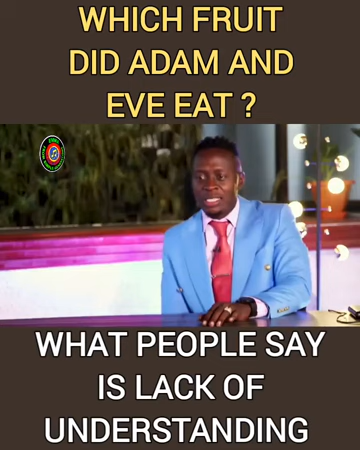 WHICH FRUIT
DID ADAM AND
EVE EAT ?
WHAT PEOPLE SAY
IS LACK OF
UNDERSTANDING